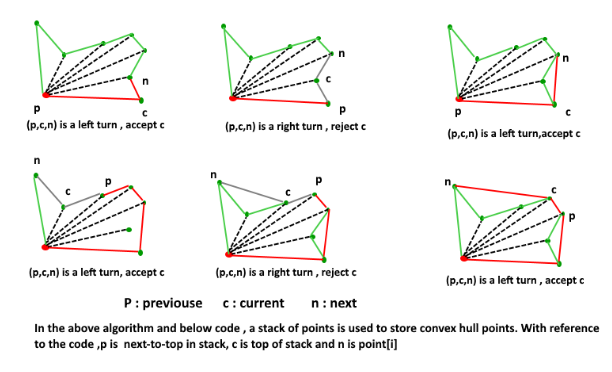 n
p
c
(p,c,n) is a left turn , accept c
n
c
p
(p,c,n) is a right turn , reject c
n
p
c
(p,c,n) is a left turn,accept c
n
c
p
(p,c,n) is a left turn, accept c
n
c
p
(p,c,n) is a right turn , reject c
n
c
p
(p,c,n) is a left turn , accept c
P : previouse c : current n : next
In the above algorithm and below code , a stack of points is used to store convex hull points. With reference
to the code ,p is next-to-top in stack, c is top of stack and n is point[i]